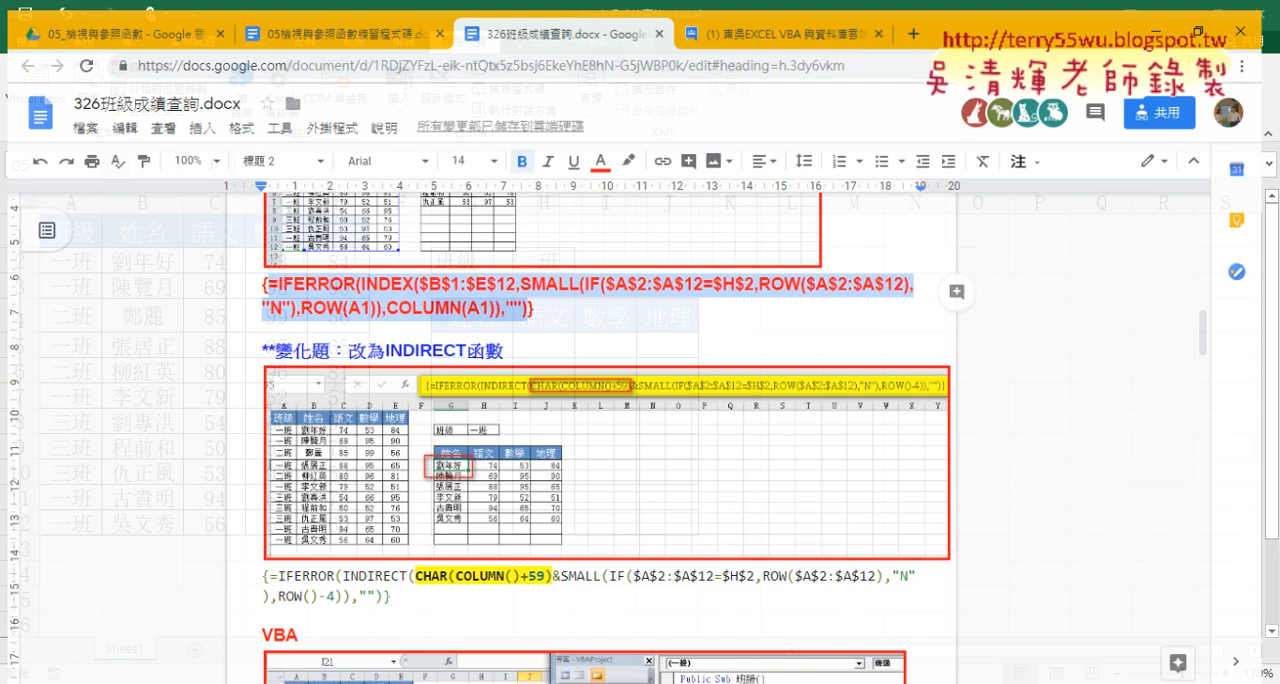 05_檢視與參照函數 - Google 雲
05檢視與參照函數練習程式碼.do
326班級成績查詢.docx - Google
(1) 東吳EXCEL VBA 與資料庫雲
http://terry55wu.blogspot.tw
吳清輝老師錄製
https://docs.google.com/document/d/1RDJZYFzL-eik-ntQtx5z5bsj6EkeYhE8hN-G5jWBP0k/edit#heading=h.3dy6vkm
326班級成績查詢.docx
檔案 編輯 查看 插入 格式 工具 外掛程式 說明 所有變更都已儲存到雲端硬碟
共用
100% 標題 2 Arial 14 B I U A 注
{=IFERROR(INDEX($B$1:$E$12,SMALL(IF($A$2:$A$12=$H$2,ROW($A$2:$A$12),
"N"),ROW(A1)),COLUMN(A1)),"")}
**變化題：改為INDIRECT函數
{=IFERROR(INDIRECT(CHAR(COLUMN()+59)&SMALL(IF($A$2:$A$12=$H$2,ROW($A$2:$A$12),"N"),ROW()-4)),"")}
A B C D E F G H I J K L M N O P Q R S T U V W X Y
班級 姓名 語文 數學 地理
一班 劉年好 74 53 84 班級 一班
一班 陳覽月 69 95 90
二班 鄭麗 85 99 56 姓名 語文 數學 地理
一班 張居正 88 95 65 劉年好 74 53 84
二班 柳紅英 80 96 81 陳覽月 69 95 90
一班 李文新 79 52 51 張居正 88 95 65
三班 劉專洪 54 66 95 李文新 79 52 51
三班 程前和 50 52 76 古貴明 94 65 70
三班 仇正風 53 97 53 吳文秀 56 64 60
一班 古貴明 94 65 70
一班 吳文秀 56 64 60
{=IFERROR(INDIRECT(CHAR(COLUMN()+59)&SMALL(IF($A$2:$A$12=$H$2,ROW($A$2:$A$12),"N"
),ROW()-4)),"")}
VBA
J21
(一般)
Public Sub 班級()
Sheet1
170%